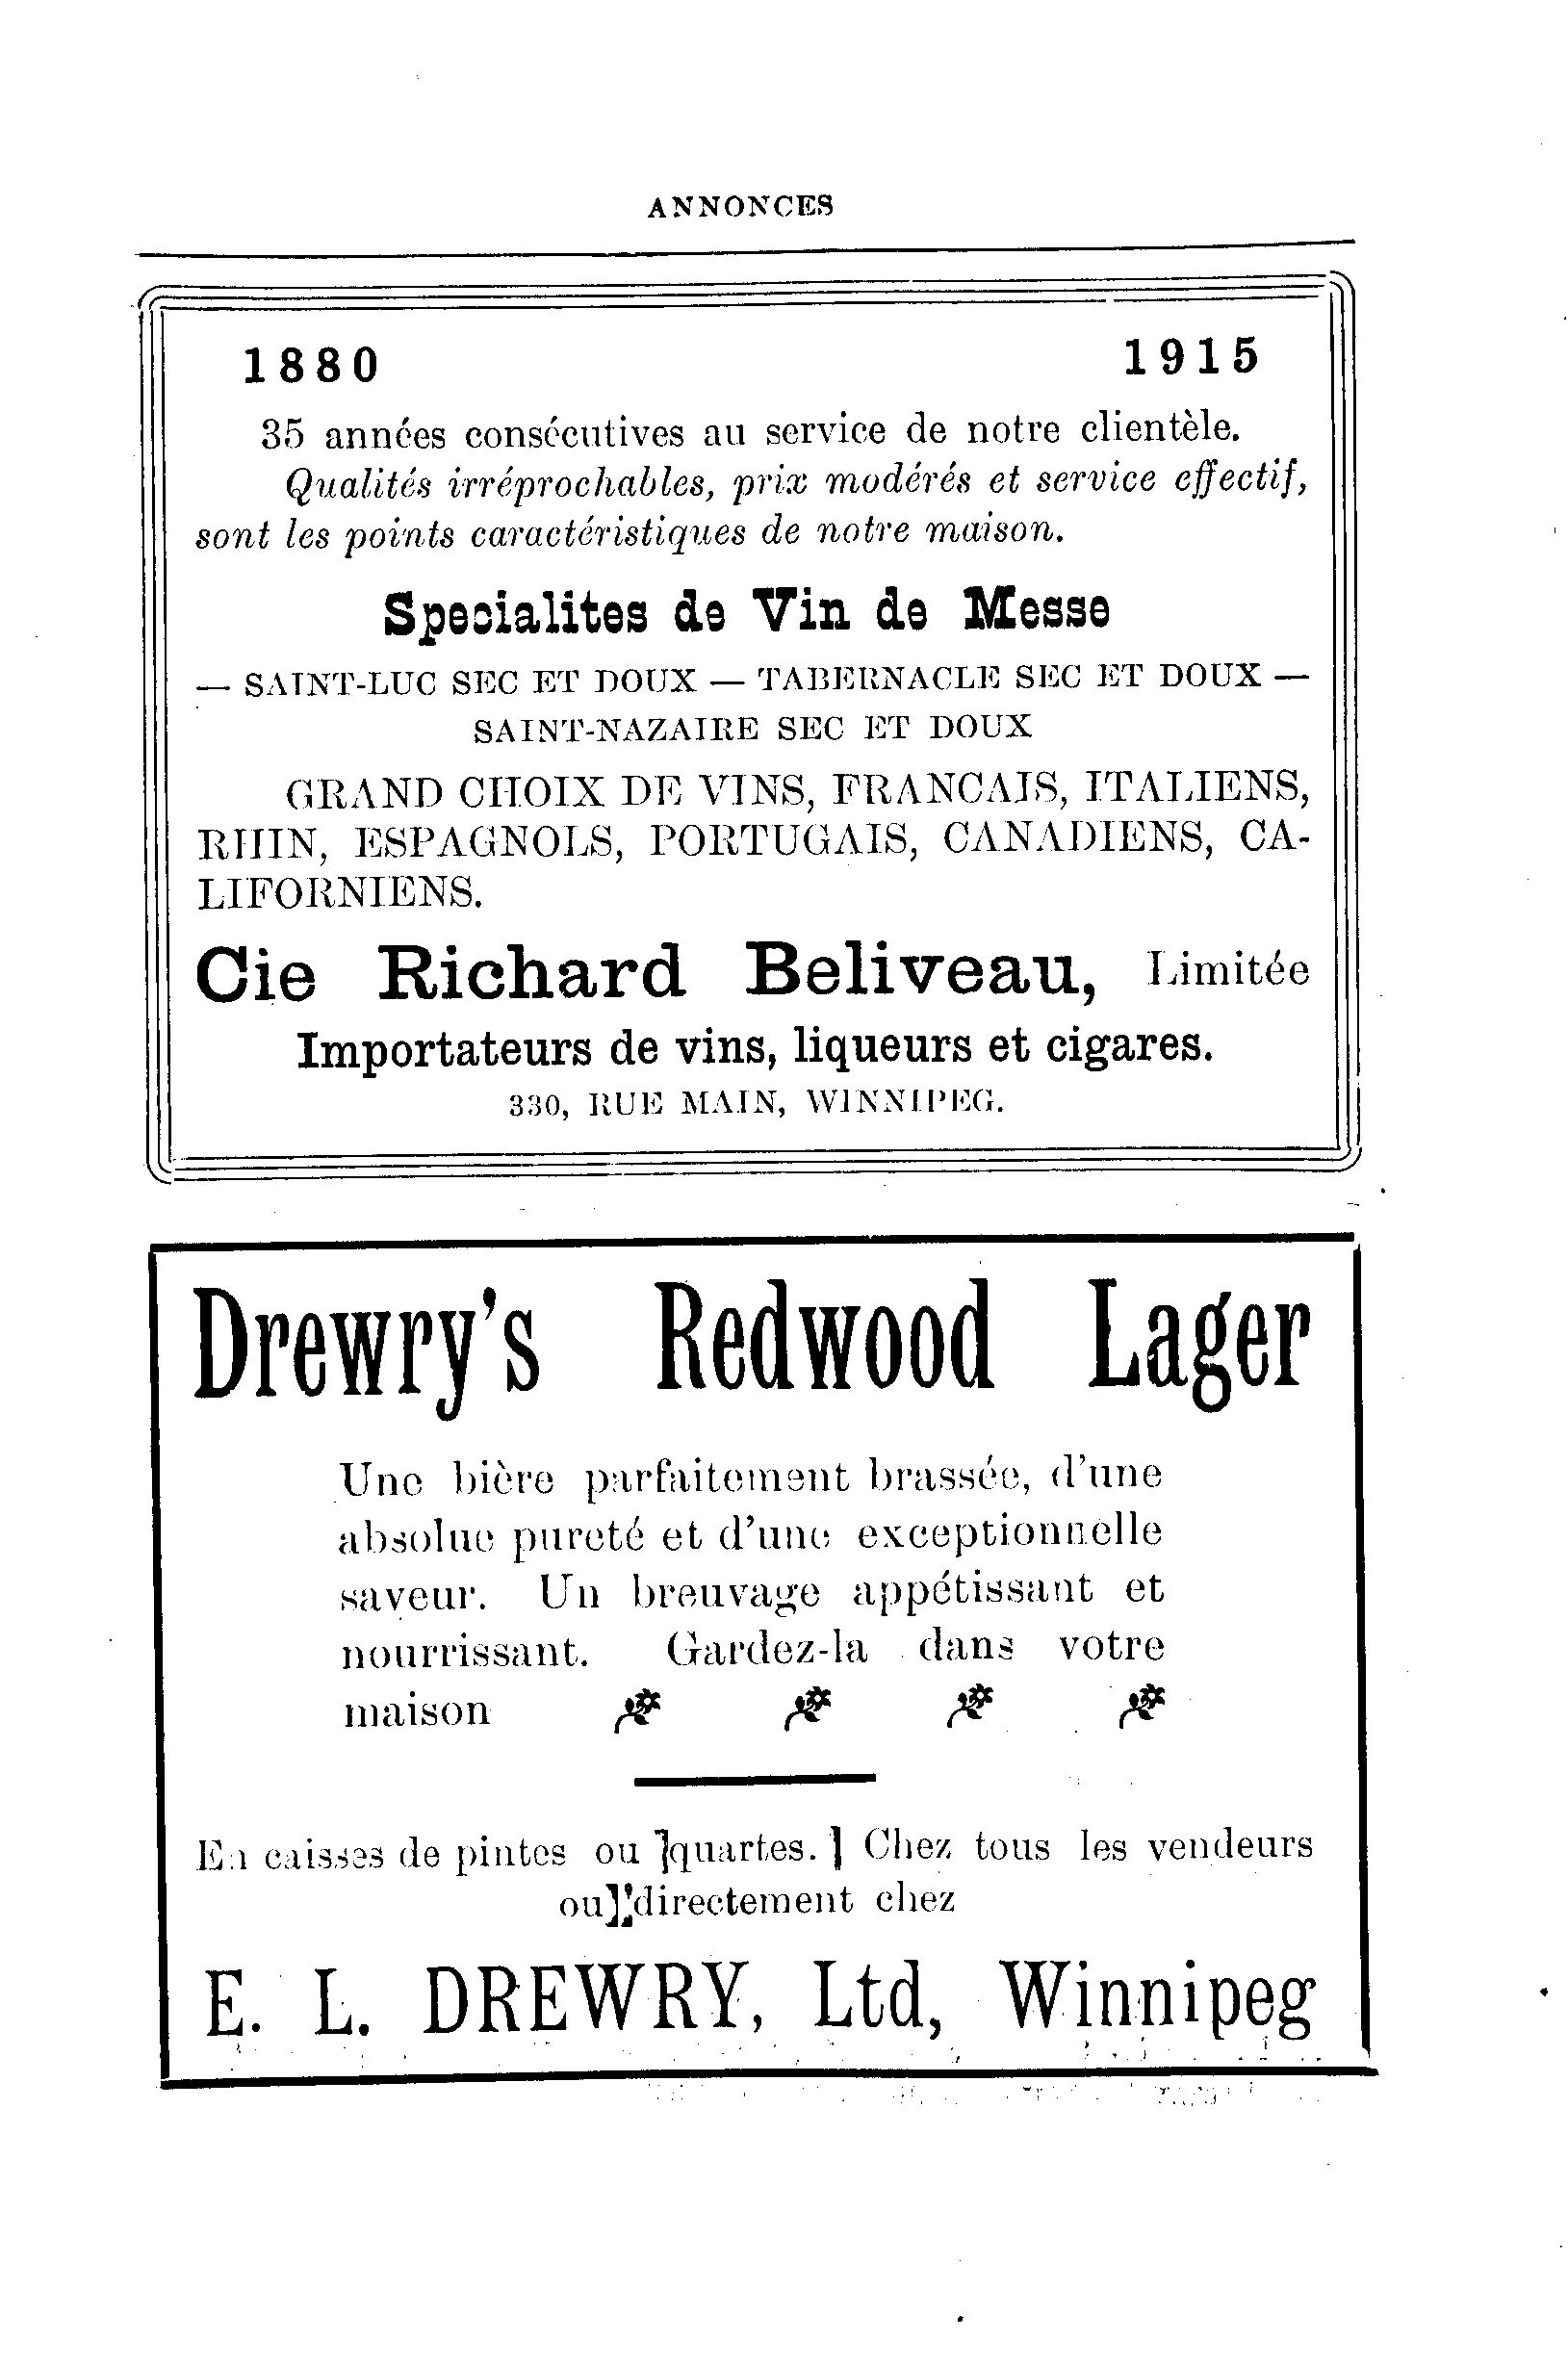 ANNONCES
1880 1915
35 années consécutives au service de notre clientèle.
Qualités irréprochables, prix modérés et service effectif,
sont les points caractéristiques de notre maison.
Specialites de Vin de Messe
— SAINT-LUC SEC ET DOUX — TABERNACLE SEC ET DOUX —
SAINT-NAZAIRE SEC ET DOUX
GRAND CHOIX DE VINS, FRANCAIS, ITALIENS,
RHIN, ESPAGNOLS, PORTUGAIS, CANADIENS, CA-
LIFORNIENS.
Cie Richard Beliveau, Limitée
Importateurs de vins, liqueurs et cigares.
330, RUE MAIN, WINNIPEG.
Drewry's Redwood Lager
Une bière parfaitement brassée, d'une
absolue pureté et d'une exceptionnelle
saveur. Un breuvage appétissant et
nourrissant. Gardez-la dans votre
maison
En caisses de pintes ou quartes. Chez tous les vendeurs
ou directement chez
E. L. DREWRY, Ltd, Winnipeg